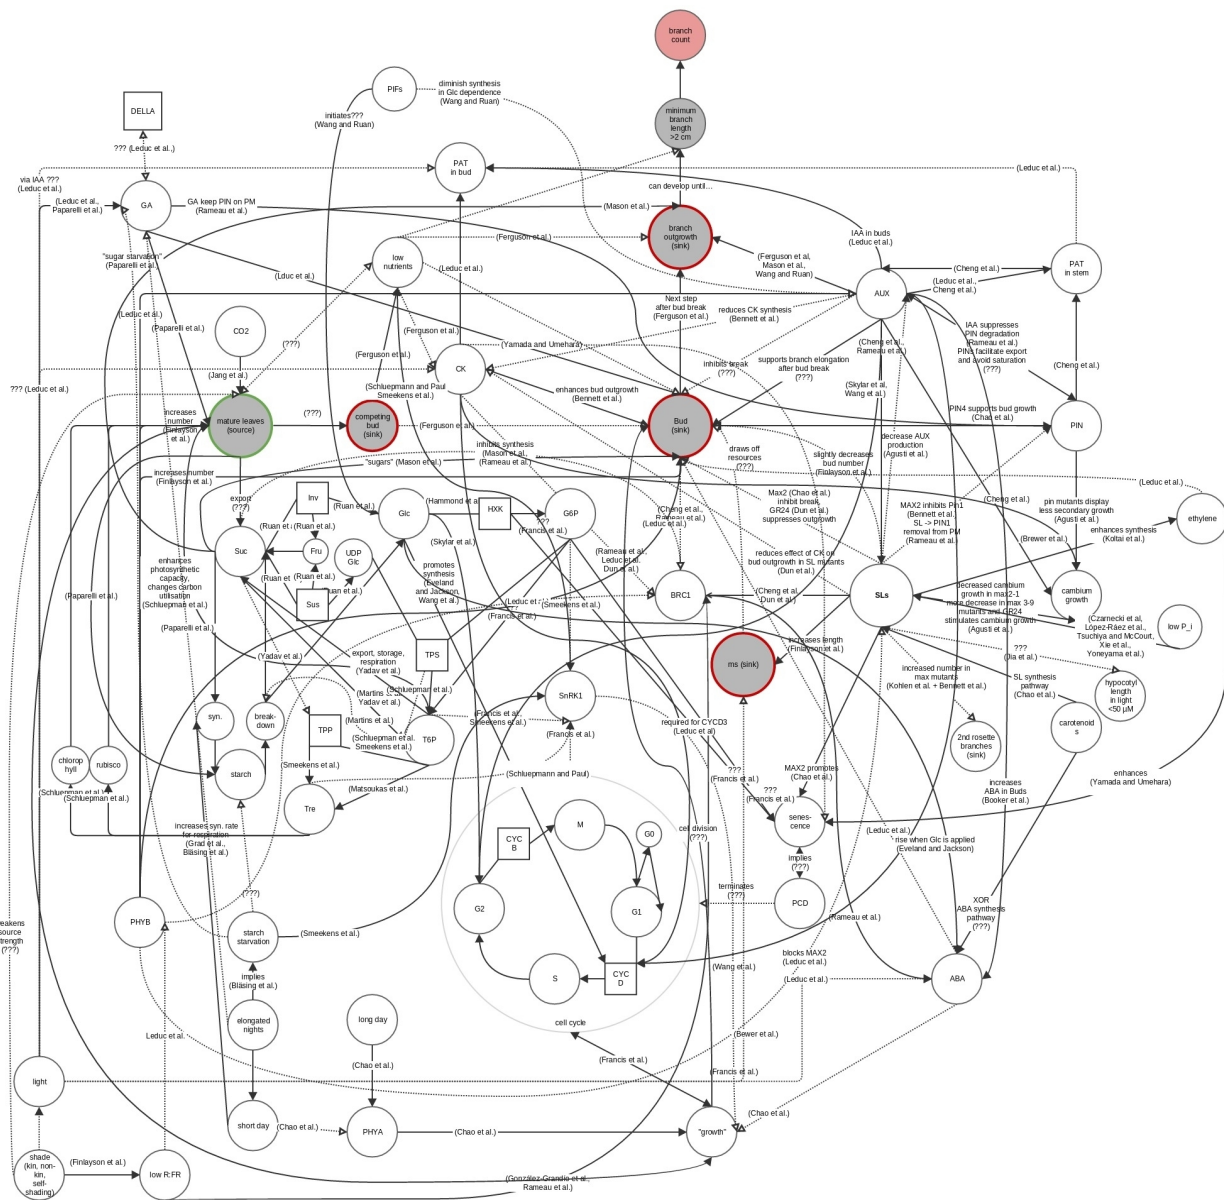 branch
count
PIFs
diminish synthesis
in Glc dependence
(Wang and Ruan)
DELLA
initiates???
(Wang and Ruan)
minimum
branch
length
>2 cm
??? (Leduc et al.,)
PAT
in bud
(Leduc et al.)
via IAA ???
(Leduc et al.)
can develop until...
(Leduc et al.,
Paparelli et al.)
GA
GA keep PIN on PM
(Rameau et al.)
(Mason et al.)
branch
outgrowth
(sink)
(Ferguson et al.)
IAA in buds
(Leduc et al.)
"sugar starvation"
(Paparelli et al.)
low
nutrients
(Leduc et al.)
(Ferguson et al,
Mason et al.,
Wang and Ruan)
(Cheng et al.)
PAT
in stem
(Lduc et al.)
(Leduc et al.,
Cheng et al.)
AUX
(Leduc et al.)
Next step
after bud break
(Ferguson et al.)
reduces CK synthesis
(Bennett et al.)
CO2
(Paparelli et al.)
(???)
(Ferguson et al.)
(Yamada and Umehara)
IAA suppresses
PIN degradation
(Rameau et al.)
PINs facilitate export
and avoid saturation
(???)
(Cheng et al.,
Rameau et al.)
(Ferguson et al.)
CK
inhibits break
(???)
supports branch elongation
after bud break
(???)
(Cheng et al.)
(Jang et al.)
??? (Leduc et al.)
(Schluepmann and Paul
Smeekens et al.)
enhances bud outgrowth
(Bennett et al.)
(Skylar et al,
Wang et al.)
increases
number
(Finlayson
et al.)
mature leaves
(source)
(???)
competing
bud
(sink)
(Ferguson et al.)
Bud
(sink)
PIN4 supports bud growth
(Chao et al.)
PIN
inhibits synthesis
(Mason et al.,
Rameau et al.)
draws off
resources
(???)
decrease AUX
production
(Agusti et al.)
slightly decreases
bud number
(Finlayson et al.)
"sugars" (Mason et al.)
increases number
(Finlayson et al.)
export
(???)
Inv
(Ruan et al.)
Glc
(Hammond et al.
HXK
G6P
Max2 (Chao et al.)
inhibit break,
GR24 (Dun et al.)
suppresses outgrowth
MAX2 inhibits Pin1
(Bennett et al.)
SL -> PIN1
removal from PM
(Rameau et al.)
(Cheng et al.)
pin mutants display
less secondary growth
(Agusti et al.)
ethylene
???
(Francis et al.)
(Leduc et al.)
(Skylar et al.)
(Brewer et al.)
enhances synthesis
(Koltai et al.)
Suc
Fru
UDP
Glc
(Ruan et al.)
Sus
enhances
photosynthetic
capacity,
changes carbon
utilisation
(Schluepman et al.)
promotes
synthesis
(Eveland
and Jackson,
Wang et al.)
(Rameau et al.,
Leduc et al.
Dun et al.)
reduces effect of CK on
bud outgrowth in SL mutants
(Dun et al.)
(Paparelli et al.)
(Smeekens et al.)
(Francis et al.)
BRC1
(Cheng et al.,
Dun et al.)
SLs
decreased cambium
growth in max2-1
more decrease in max 3-9
mutants and GR24
stimulates cambium growth
(Agusti et al.)
cambium
growth
low P_i
(Czarnecki et al,
López-Ráez et al.,
Tsuchiya and McCourt,
Xie et al.,
Yoneyama et al.)
(Paparelli et al.)
(Yadav et al.)
TPS
export, storage,
respiration
(Yadav et al.)
(Schluepman et al.)
increases length
(Finlayson et al.)
ms (sink)
???
(Jia et al.)
increased number in
max mutants
(Kohlen et al. + Bennett et al.)
SL synthesis
pathway
(Chao et al.)
hypocotyl
length
in light
<50 µM
SnRK1
syn.
break-
down
TPP
(Martins et al.
(Francis et al.,
Smeekens et al.)
required for CYCD3
(Leduc et al.)
2nd rosette
branches
(sink)
carotenoid
s
(Francis et al.)
(Schluepman et al.
Smeekens et al.)
T6P
chlorop
hyll
rubisco
starch
(Smeekens et al.)
(Schluepmann and Paul)
???
(Francis et al.)
MAX2 promotes
(Chao et al.)
enhances
(Yamada and Umehara)
(Schluepman et al.)
(Schluepman et al.)
Tre
(Matsoukas et al.)
???
(Francis et al.)
increases
ABA in Buds
(Booker et al.)
increases syn. rate
for respiration
(Grad et al.,
Bläsing et al.)
M
CYC
B
G0
cell division
(???)
senes-
cence
(Leduc et al.)
rise when Glc is applied
(Eveland and Jackson)
implies
(???)
(???)
terminates
(???)
G2
G1
PCD
PHYB
starch
starvation
(Smeekens et al.)
(Rameau et al.)
XOR
ABA synthesis
pathway
(???)
source
(???)
implies
(Bläsing et al.)
S
CYC
D
(Wang et al.)
blocks MAX2
(Leduc et al.)
(Leduc et al.)
ABA
elongated
nights
long day
cell cycle
Leduc et al.
(Bewer et al.)
(Francis et al.)
(Chao et al.)
(Francis et al.)
light
(Chao et al.)
short day
(Chao et al.)
PHYA
(Chao et al.)
"growth"
shade
(kin, non-
kin,
self-
shading)
(Finlayson et al.)
low R:FR
(González-Grandío et al.,
Rameau et al.)